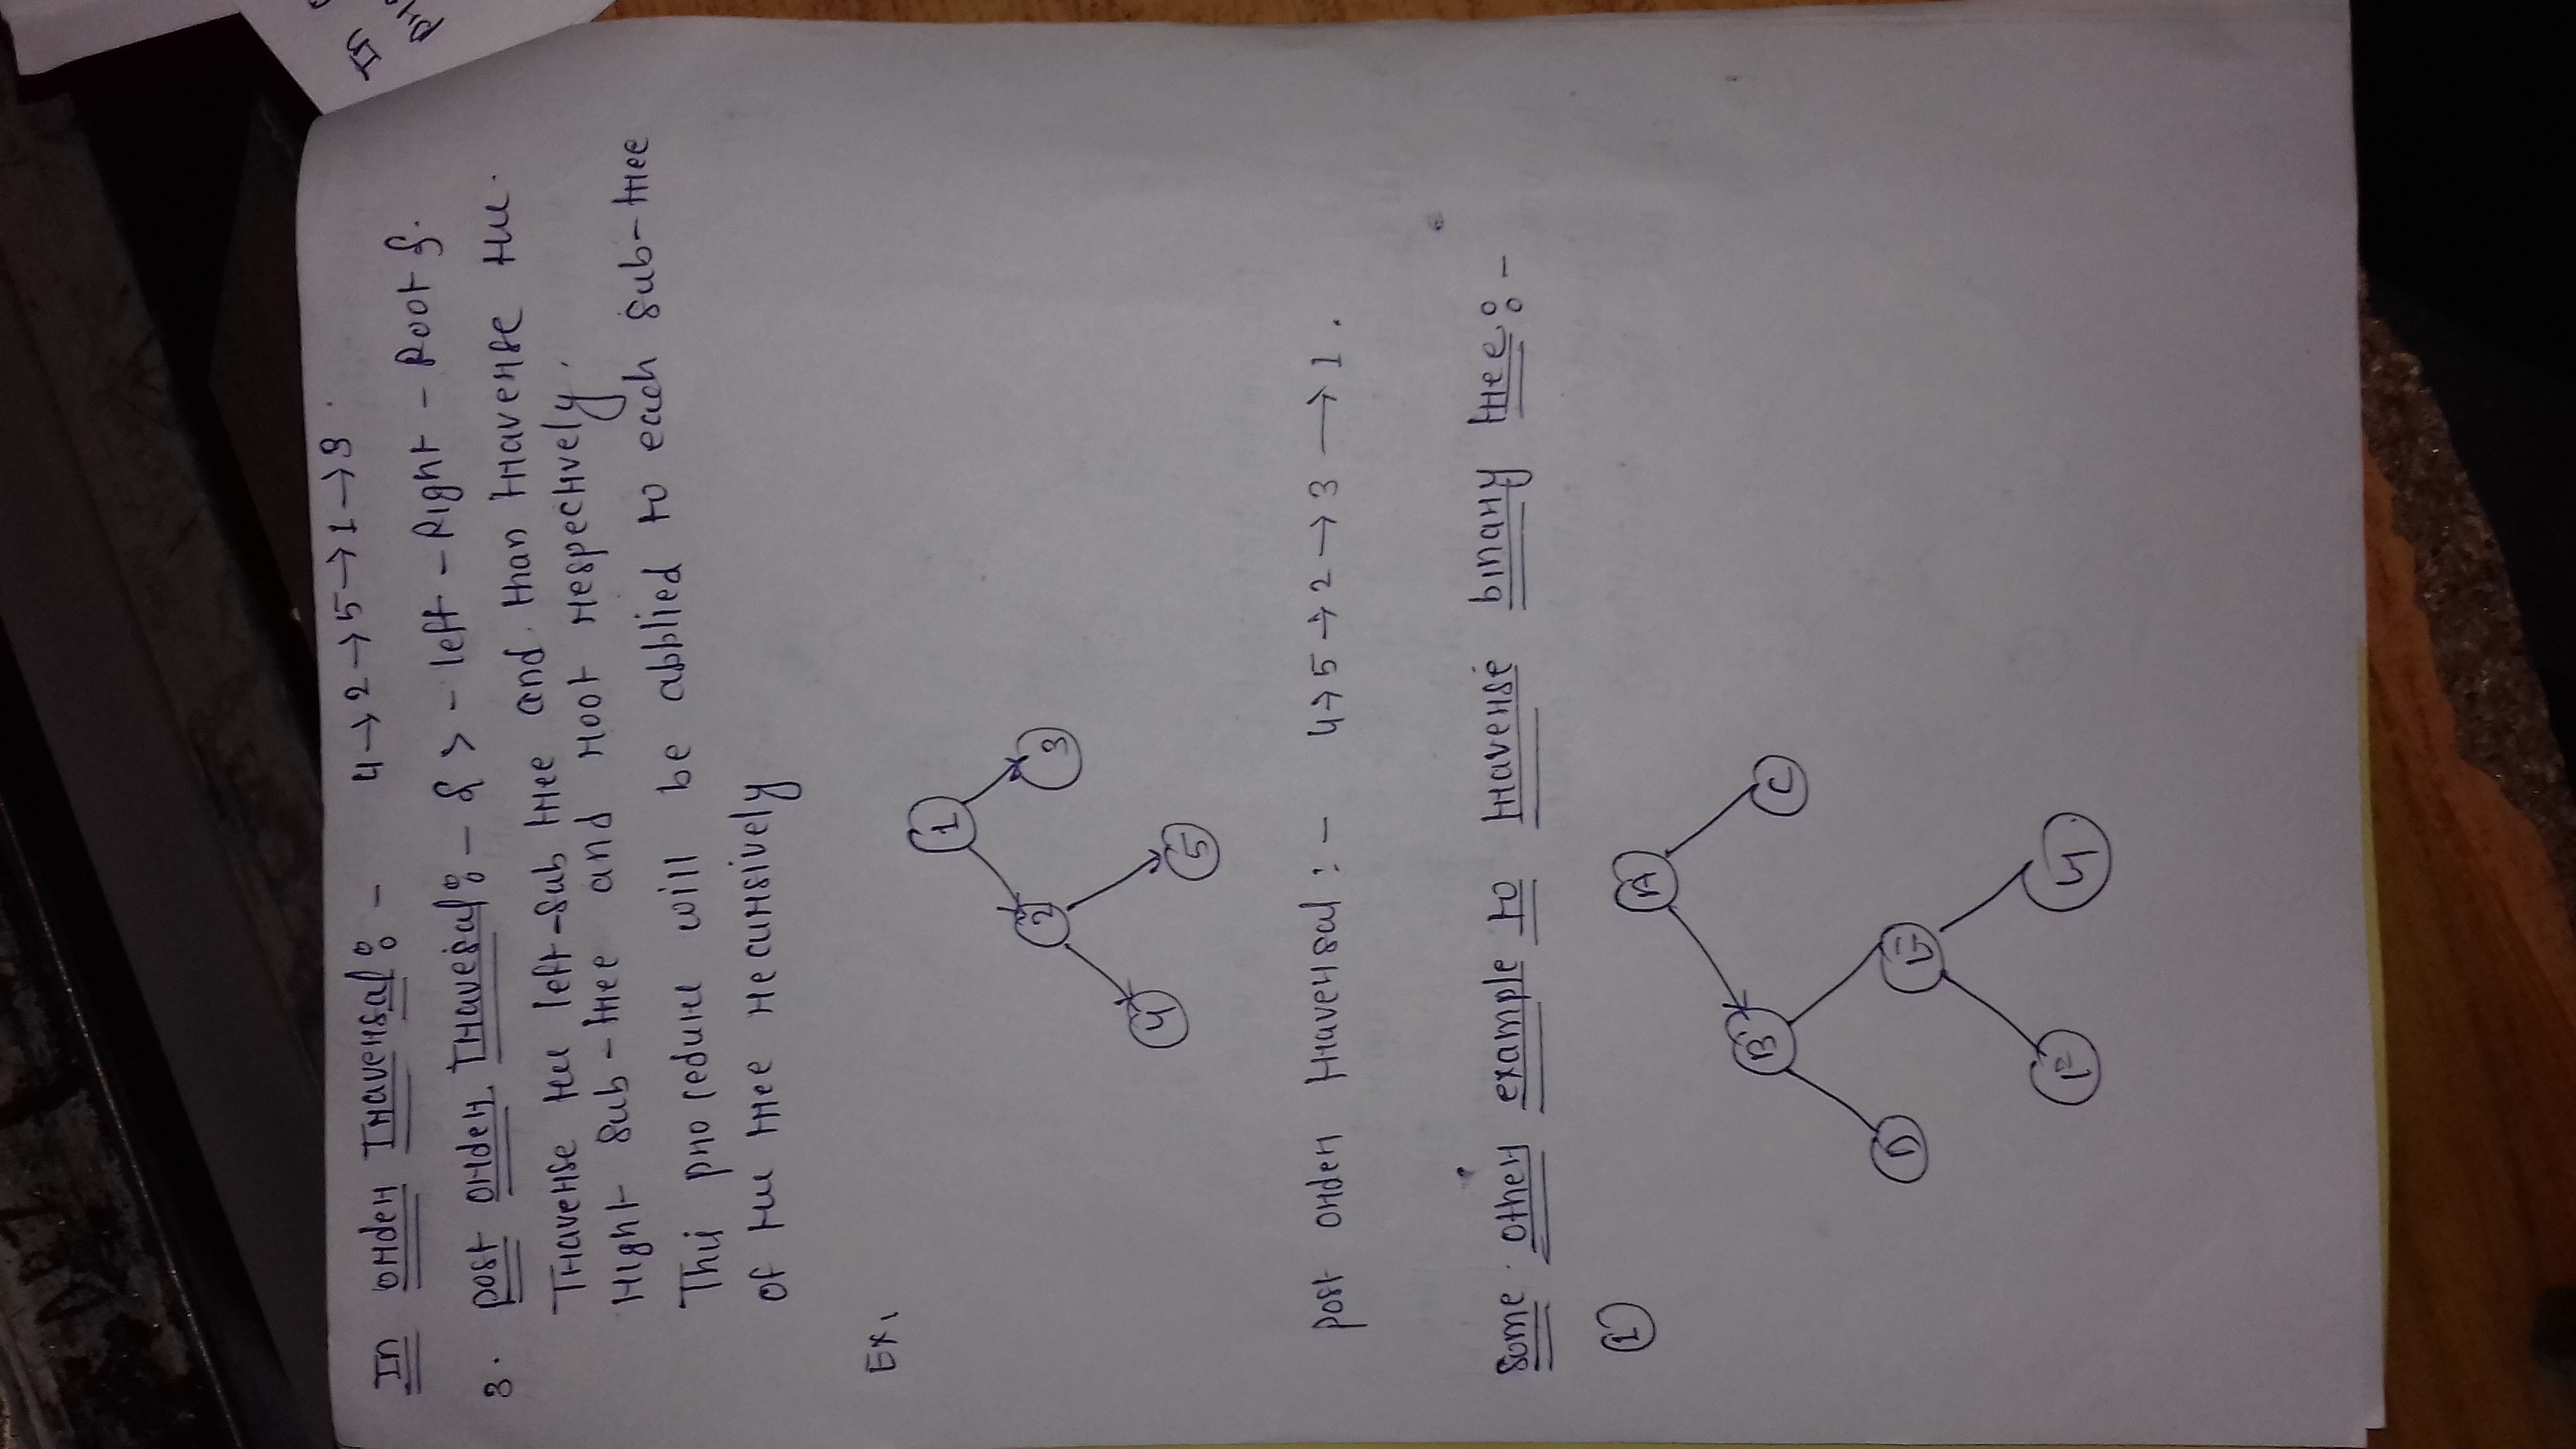 In order Traversal:- 4→2→5→1→3.
3. post order Travesal:- {> - left - Right - Root}.
Traverse the left-sub tree and than traverse the
right sub-tree and root respectively.
This procedure will be abblied to each sub-tree
of the tree recursively
Ex,
1
2 3
4 5
post order traversal:- 4→5→2→3→1.
Some other example to traverse binary tree:-
①
A
B C
D E
F G
In